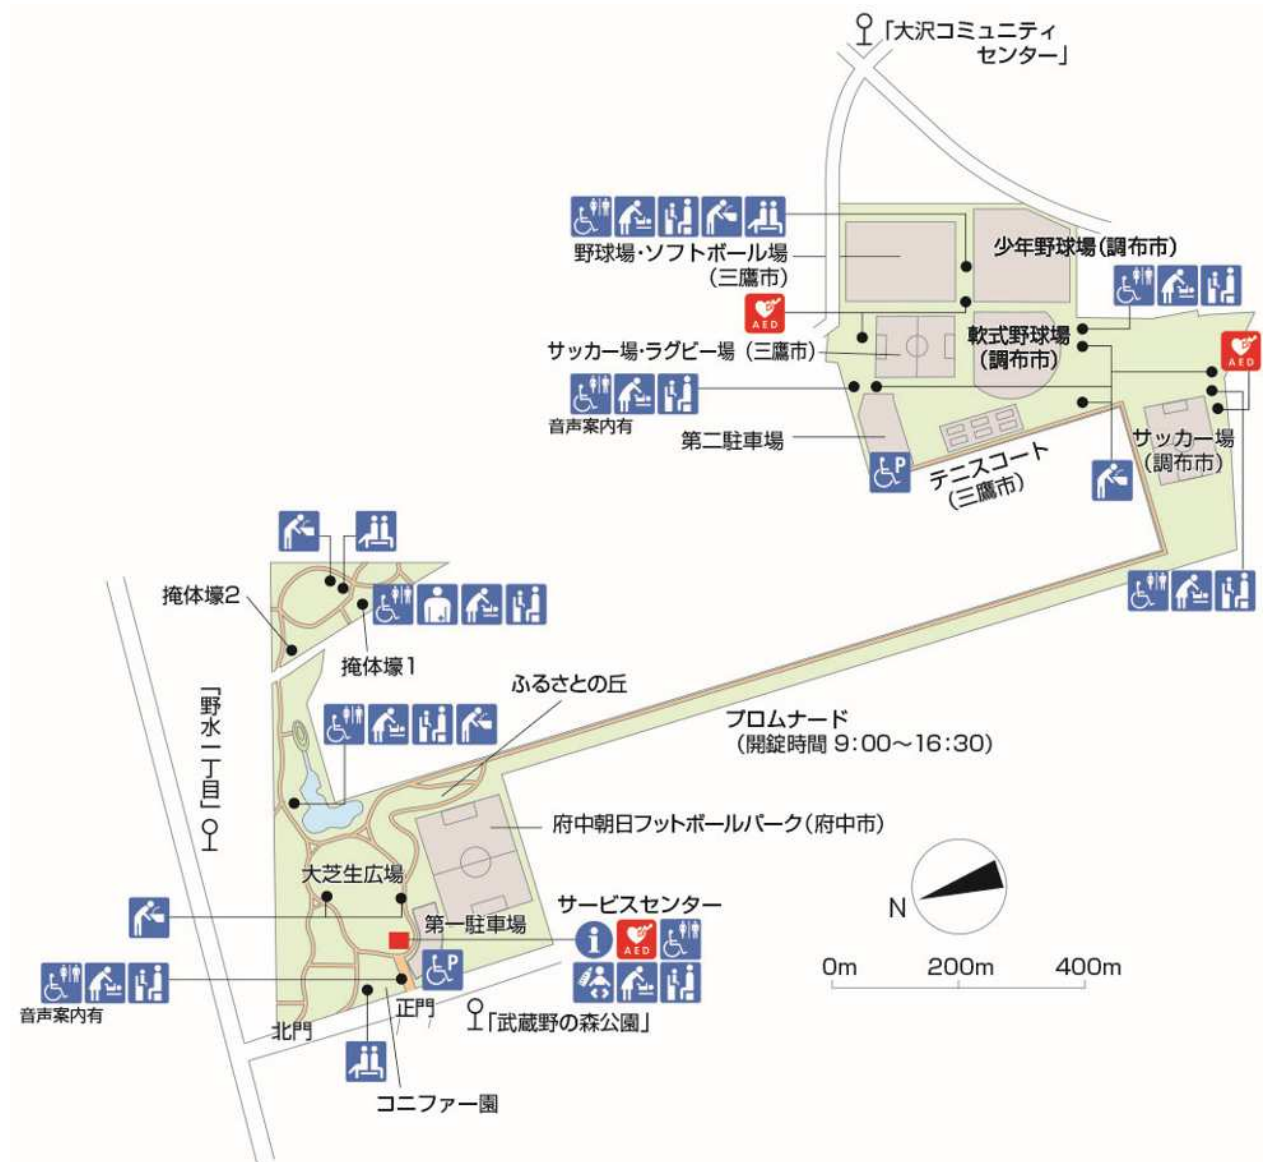 「大沢コミュニティ
センター」
野球場・ソフトボール場
(三鷹市)
少年野球場(調布市)
AED
サッカー場・ラグビー場 (三鷹市)
軟式野球場
(調布市)
AED
音声案内有
第二駐車場
P
テニスコート
(三鷹市)
サッカー場
(調布市)
掩体壕2
掩体壕1
「野水一丁目」
ふるさとの丘
プロムナード
(開錠時間 9:00〜16:30)
府中朝日フットボールパーク(府中市)
大芝生広場
第一駐車場
サービスセンター
i
AED
P
N
0m
200m
400m
音声案内有
北門
正門
「武蔵野の森公園」
コニファー園